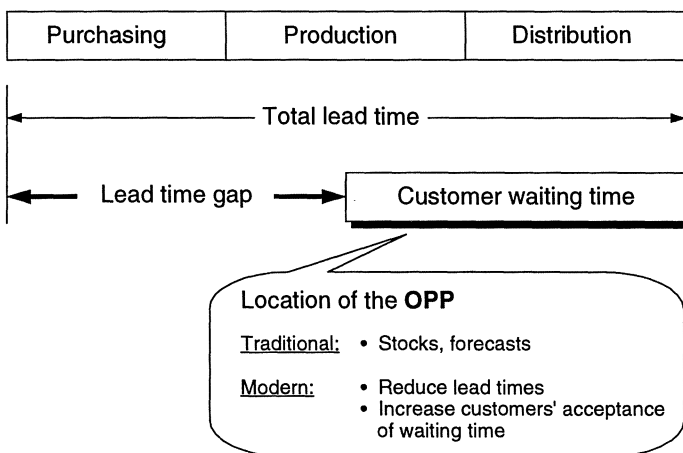 Purchasing Production Distribution
Total lead time
Lead time gap Customer waiting time
Location of the OPP
Traditional: • Stocks, forecasts
Modern: • Reduce lead times
• Increase customers' acceptance
of waiting time